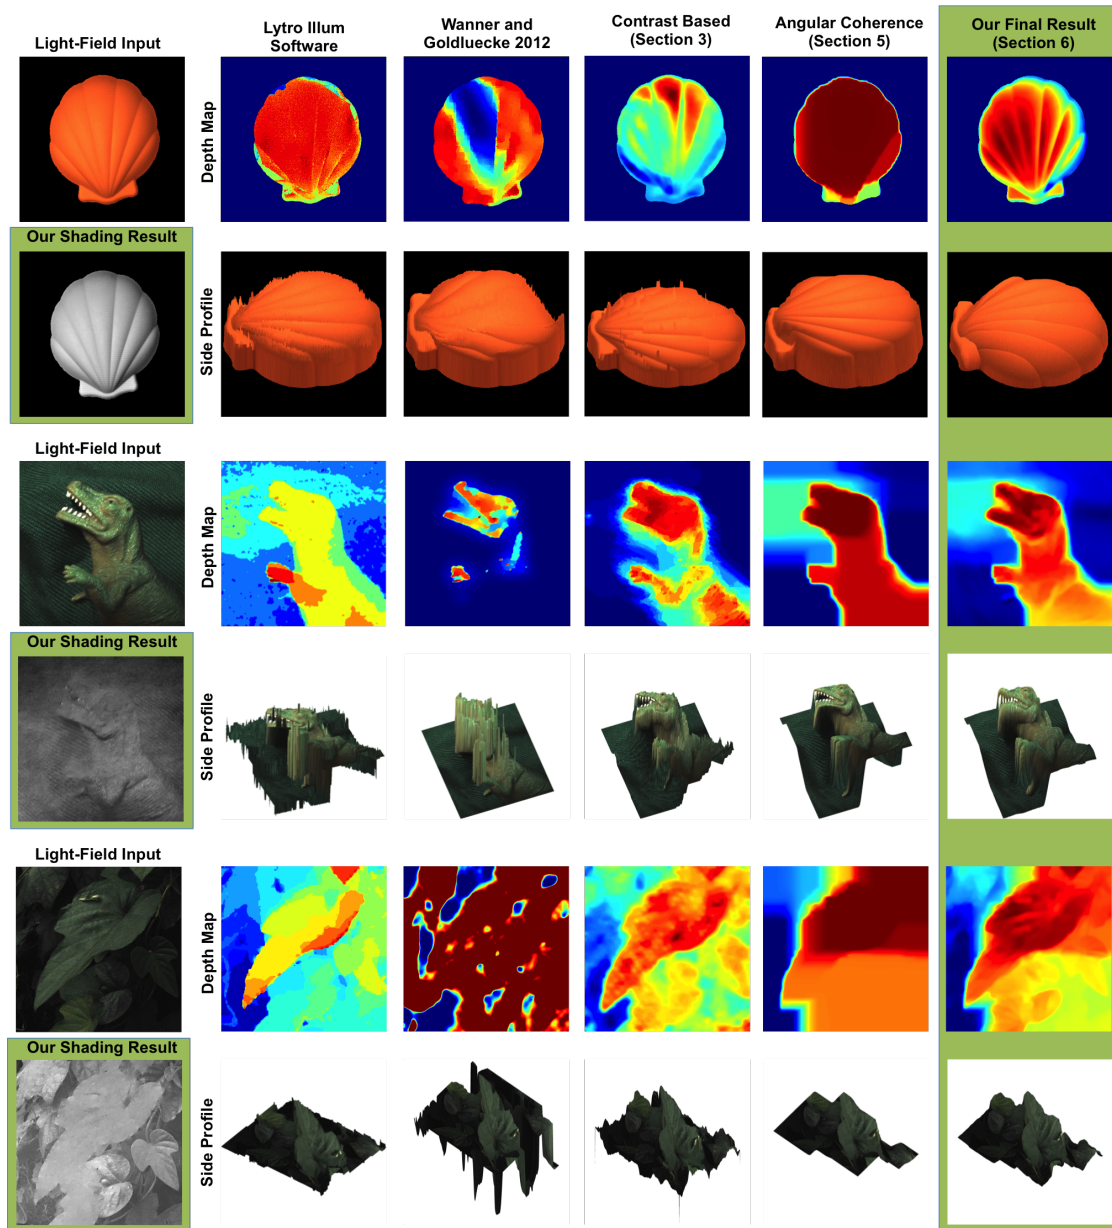 Light-Field Input
Lytro Illum
Software
Wanner and
Goldluecke 2012
Contrast Based
(Section 3)
Angular Coherence
(Section 5)
Our Final Result
(Section 6)
Depth Map
Our Shading Result
Side Profile
Light-Field Input
Depth Map
Our Shading Result
Side Profile
Light-Field Input
Depth Map
Our Shading Result
Side Profile